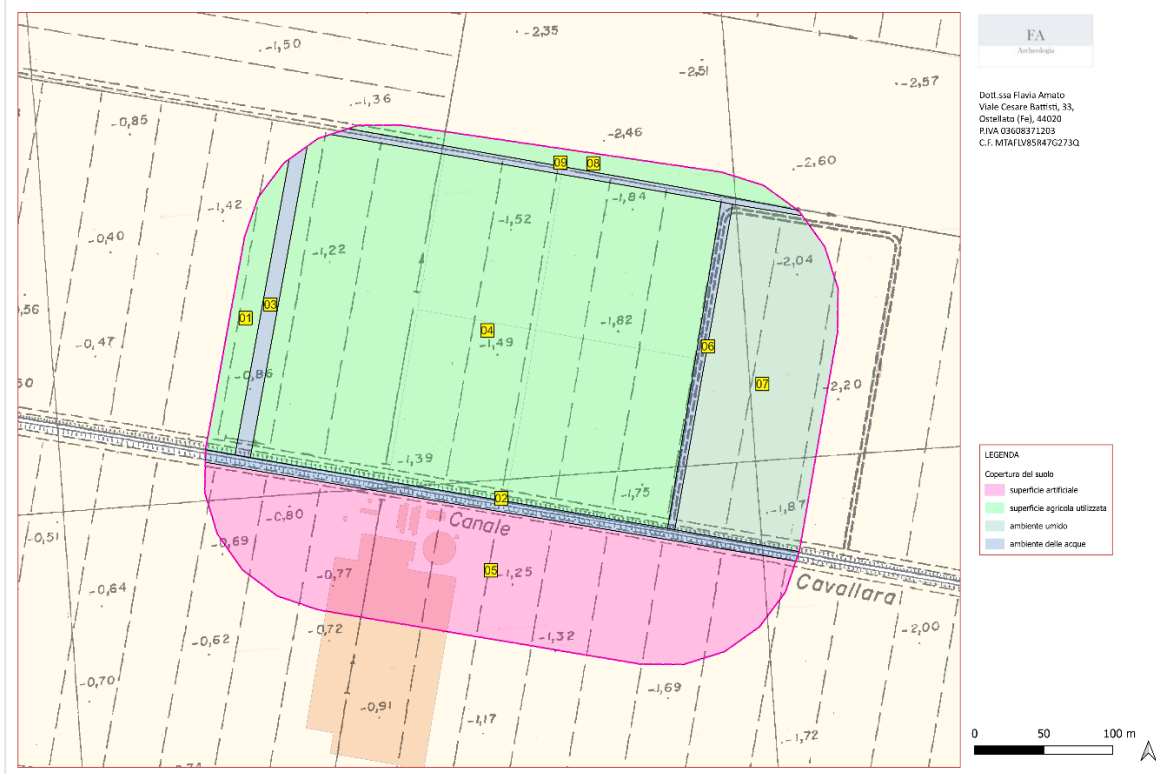 -2,35
-1,50
-2,51
-2,57
-1,36
-0,85
-2,46
09
08
-2,60
-1,84
-1,42
-1,52
-0,40
-1,22
-2,04
03
01
-1,82
04
-0,47
-1,49
06
07
-0,86
-2,20
-1,39
-1,75
02
-1,87
-0,80
Canale
-0,51
-0,69
-0,77
05
-1,25
-0,64
Cavallara
-0,62
-0,72
-1,32
-2,00
-0,70
-1,69
-0,91
-1,17
-1,72
FA
Archeologia
Dott.ssa Flavia Amato
Viale Cesare Battisti, 33,
Ostellato (Fe), 44020
P.IVA 03608371203
C.F. MTAFLV85R47G273Q
LEGENDA
Copertura del suolo
superficie artificiale
superficie agricola utilizzata
ambiente umido
ambiente delle acque
0 50 100 m